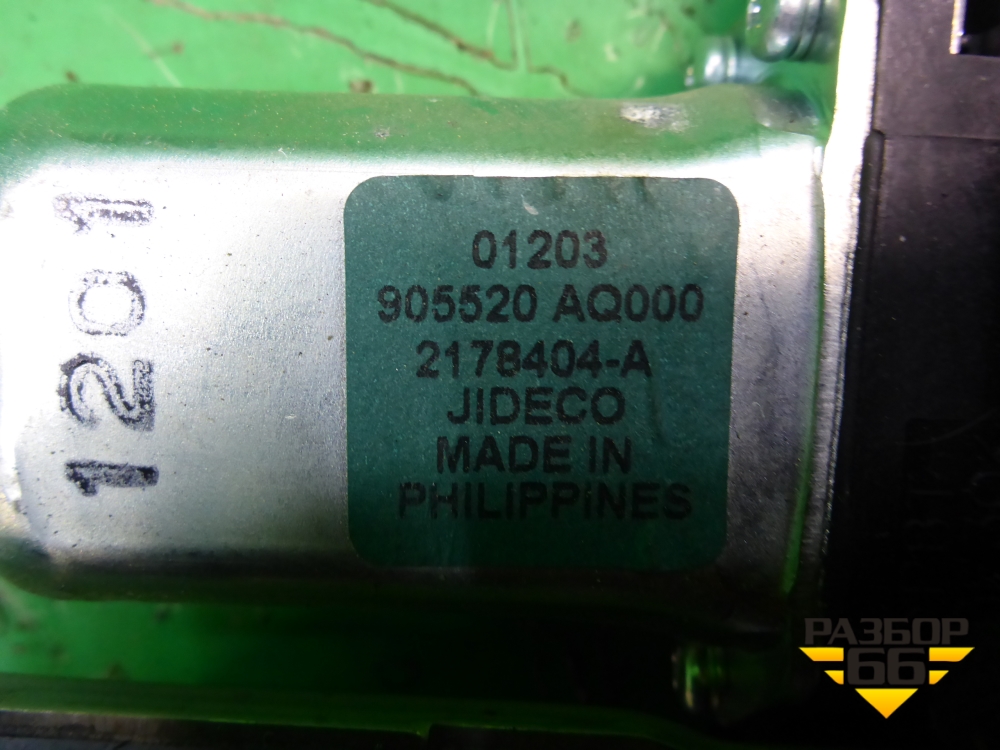 1201
01203
905520 AQ000
2178404-A
JIDECO
MADE IN
PHILIPPINES
РАЗБОР
66